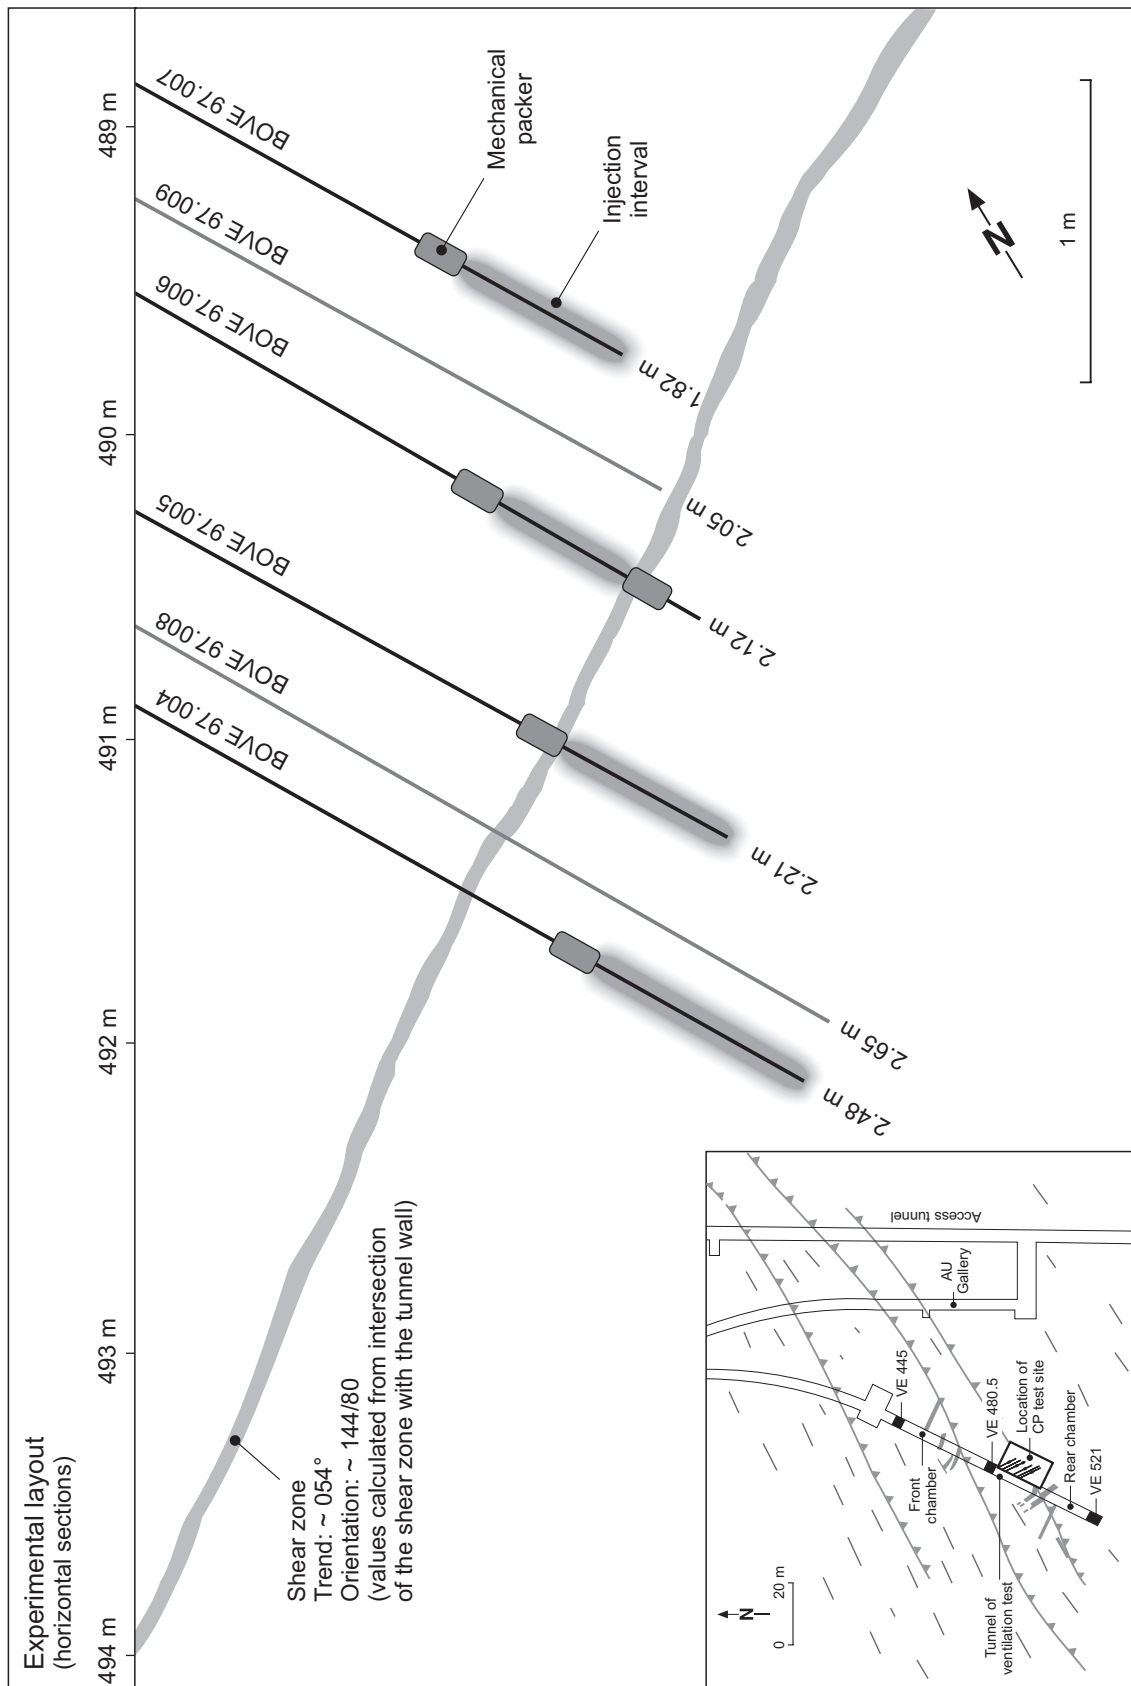 Experimental layout
(horizontal sections)
494 m
493 m
492 m
491 m
490 m
489 m
BOVE 97.004
BOVE 97.008
BOVE 97.005
BOVE 97.006
BOVE 97.009
BOVE 97.007
Mechanical
packer
Injection
interval
Shear zone
Trend: ~ 054°
Orientation: ~ 144/80
(values calculated from intersection
of the shear zone with the tunnel wall)
2.48 m
2.65 m
2.21 m
2.12 m
2.05 m
1.82 m
N
1 m
N
0
20 m
Access tunnel
AU
Gallery
VE 445
Front
chamber
VE 480.5
Location of
CP test site
Rear chamber
VE 521
Tunnel of
ventilation test